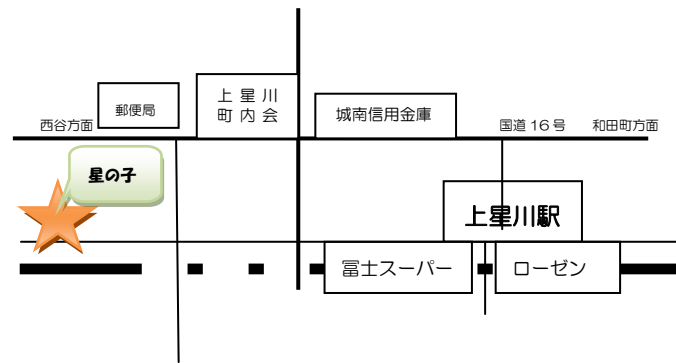 上星川
町内会
郵便局
城南信用金庫
西谷方面
国道16号
和田町方面
星の子
上星川駅
冨士スーパー
ローゼン